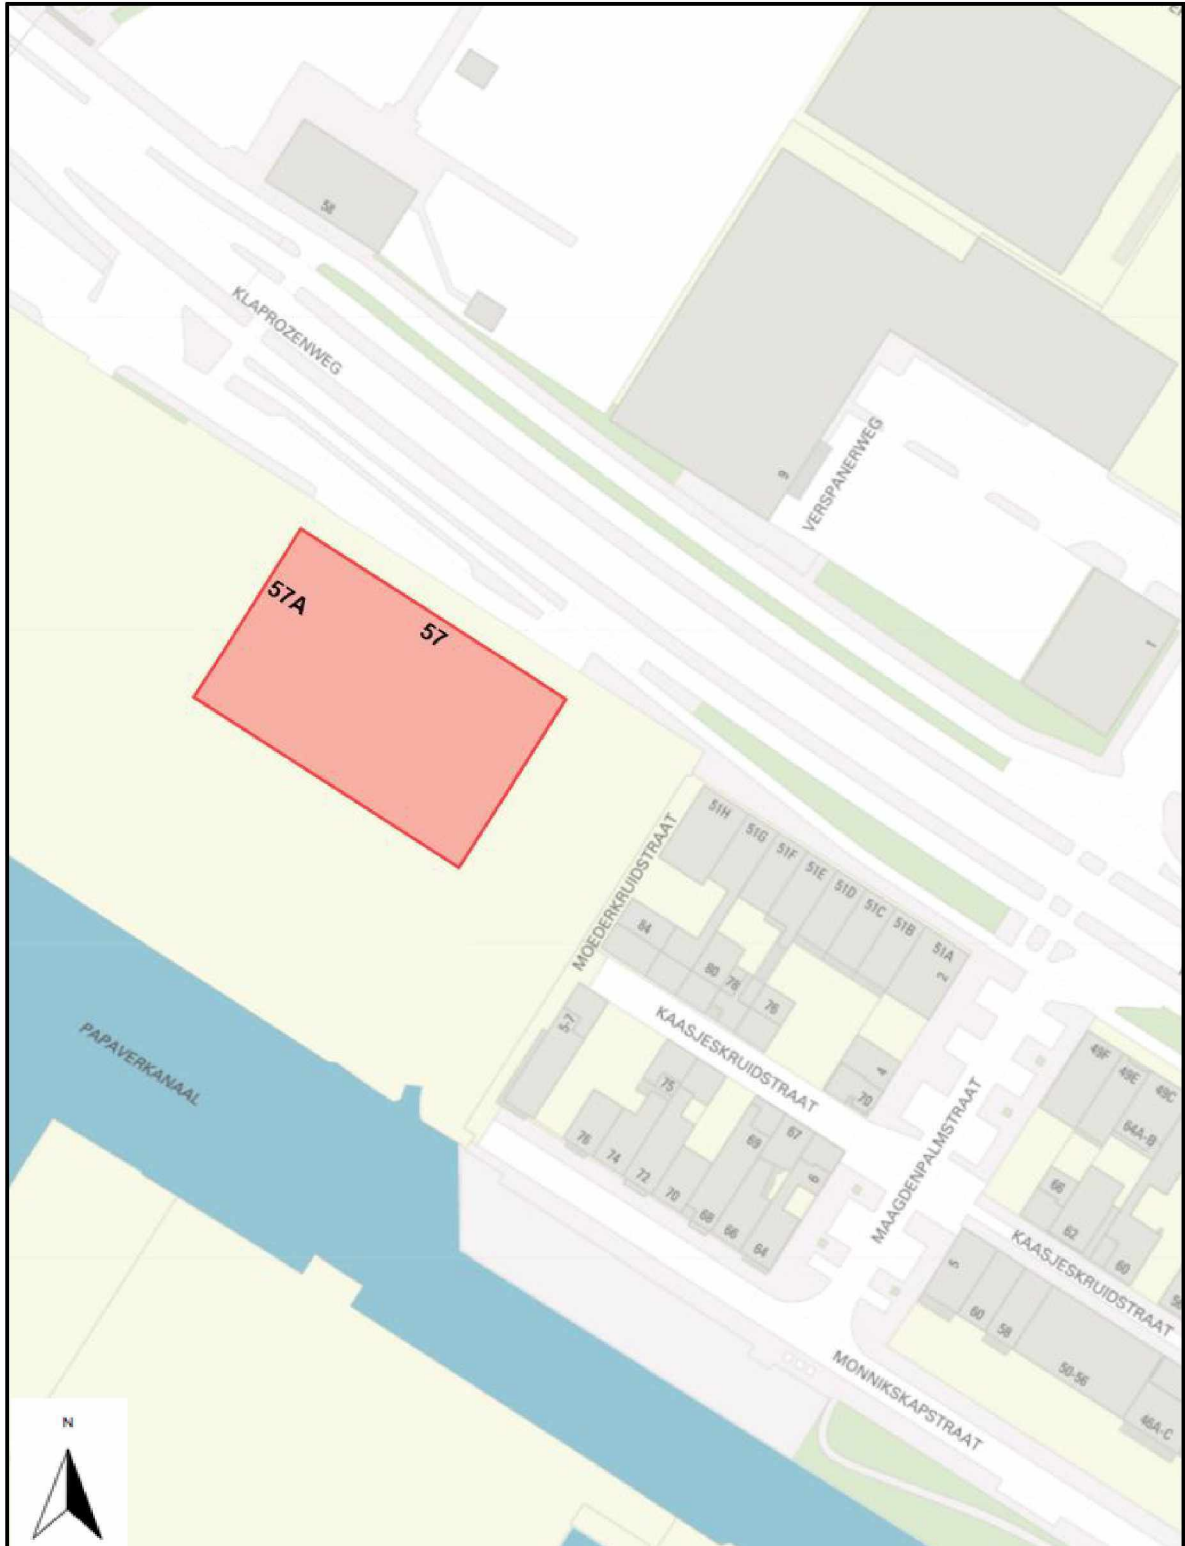 58
KLAPROZENWEG
9
VERSPANERWEG
57A
57
1
MOEDERKRUIDSTRAAT
51H
51G
51F
51E
51D
51C
51B
51A
2
84
80
78
76
5-7
KAASJESKRUIDSTRAAT
4
70
75
PAPAVERKANAAL
76
74
72
70
68
66
64
69
67
6
MAAGDENPALMSTRAAT
49F
49E
49C
64A-B
66
62
60
KAASJESKRUIDSTRAAT
5
60
58
50-56
46A-C
MONNIKSKAPSTRAAT
N